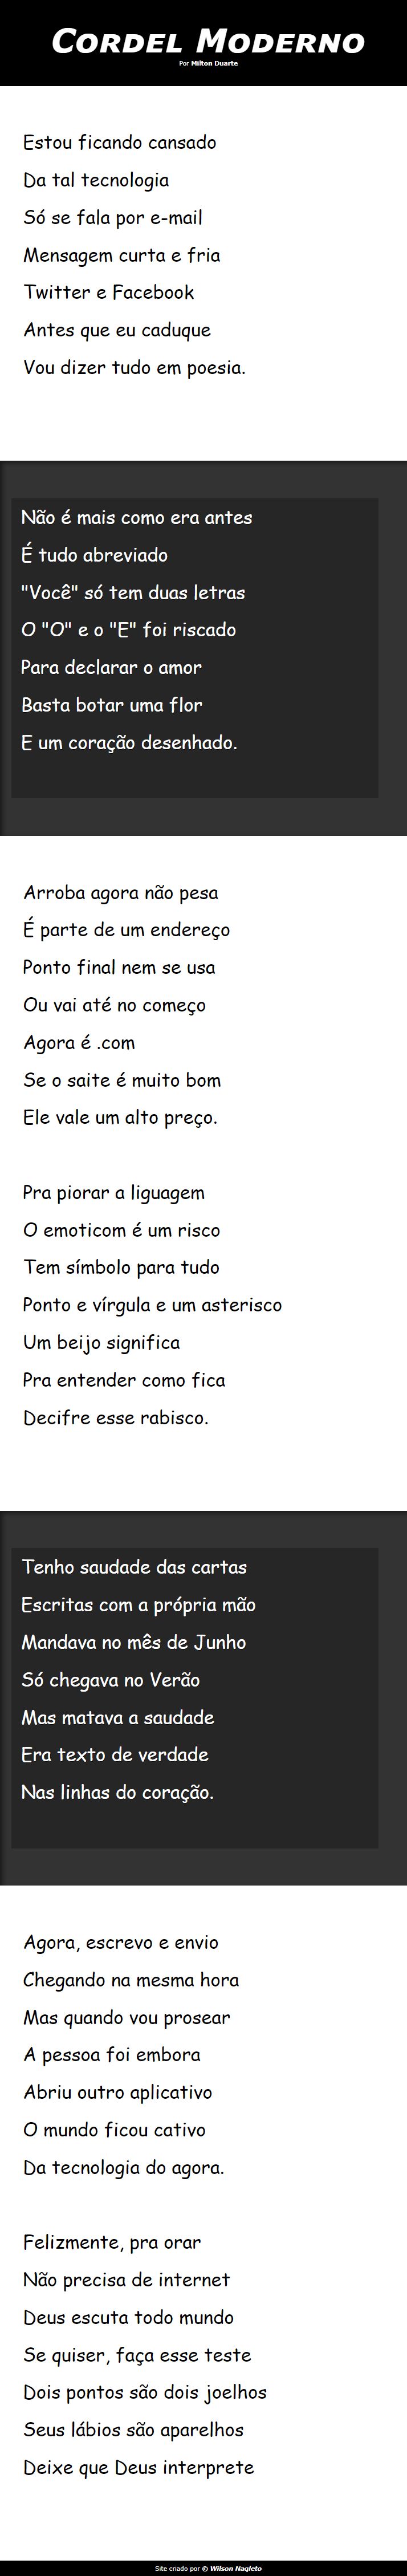 Cordel Moderno
Por Milton Duarte
Estou ficando cansado
Da tal tecnologia
Só se fala por e-mail
Mensagem curta e fria
Twitter e Facebook
Antes que eu caduque
Vou dizer tudo em poesia.
Não é mais como era antes
É tudo abreviado
"Você" só tem duas letras
O "O" e o "E" foi riscado
Para declarar o amor
Basta botar uma flor
E um coração desenhado.
Arroba agora não pesa
É parte de um endereço
Ponto final nem se usa
Ou vai até no começo
Agora é .com
Se o saite é muito bom
Ele vale um alto preço.
Pra piorar a liguagem
O emoticom é um risco
Tem símbolo para tudo
Ponto e vírgula e um asterisco
Um beijo significa
Pra entender como fica
Decifre esse rabisco.
Tenho saudade das cartas
Escritas com a própria mão
Mandava no mês de Junho
Só chegava no Verão
Mas matava a saudade
Era texto de verdade
Nas linhas do coração.
Agora, escrevo e envio
Chegando na mesma hora
Mas quando vou prosear
A pessoa foi embora
Abriu outro aplicativo
O mundo ficou cativo
Da tecnologia do agora.
Felizmente, pra orar
Não precisa de internet
Deus escuta todo mundo
Se quiser, faça esse teste
Dois pontos são dois joelhos
Seus lábios são aparelhos
Deixe que Deus interprete
Site criado por © Wilson Naqleto